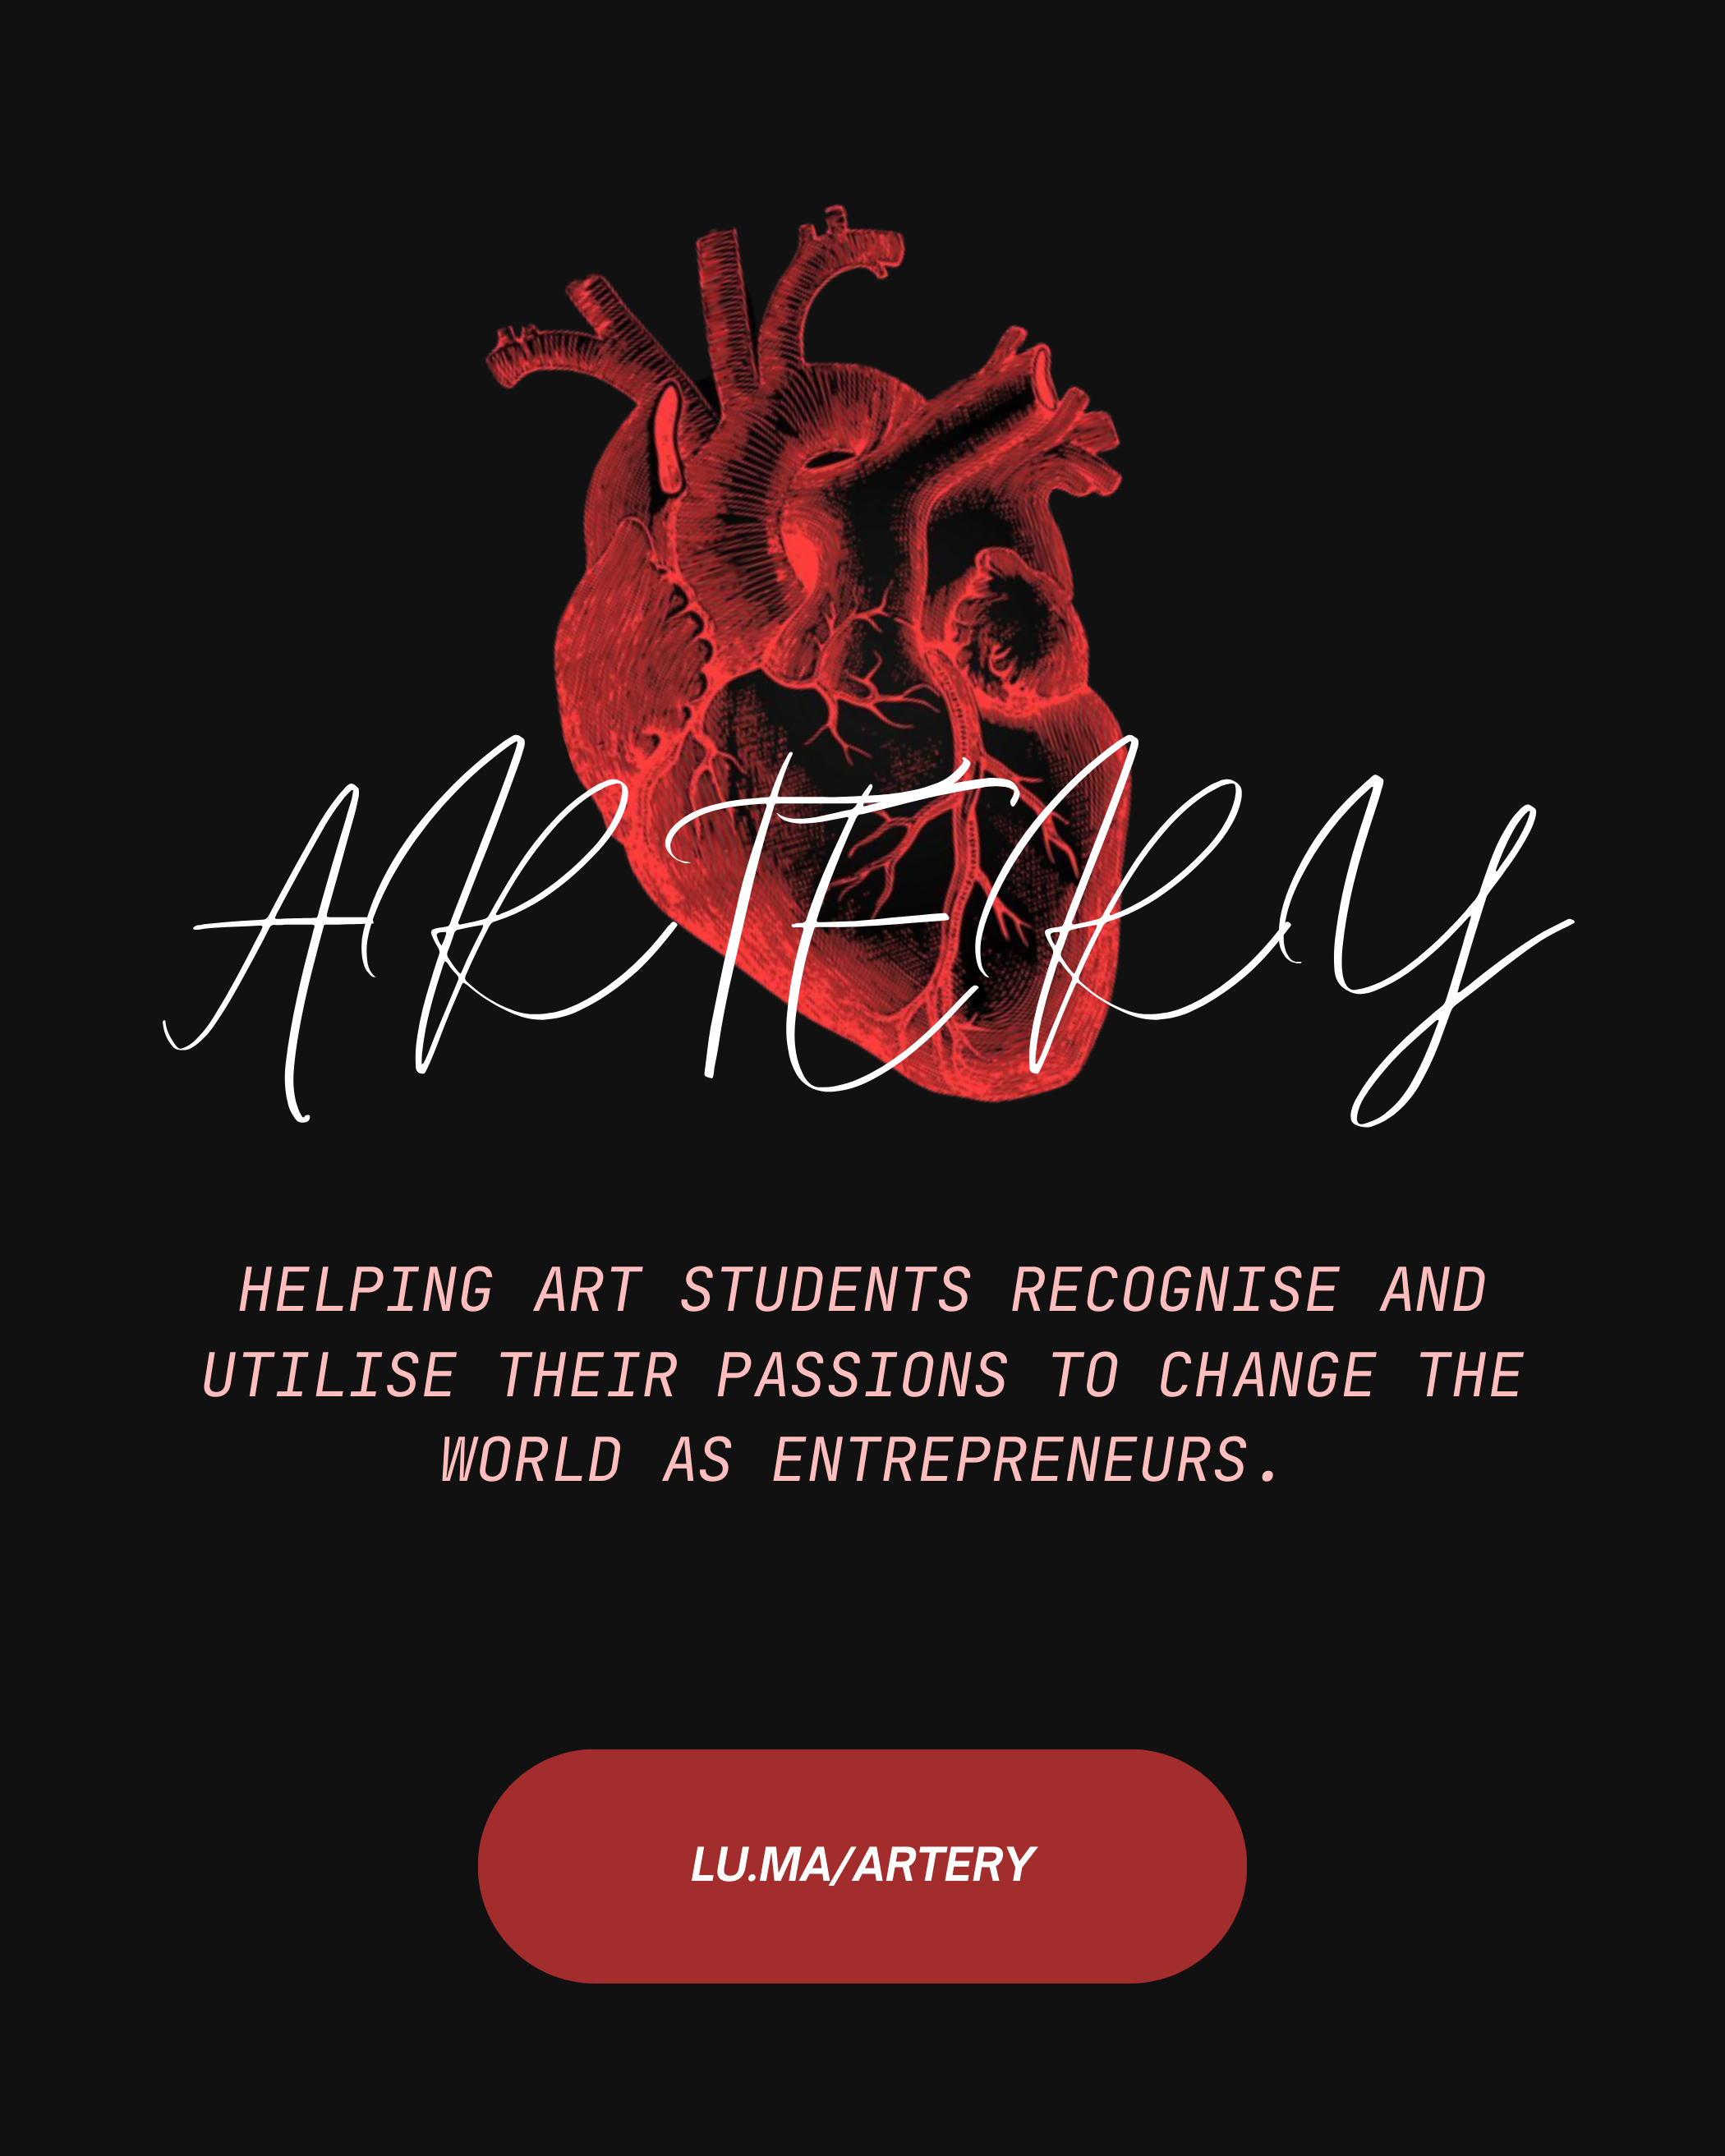 ARTERY
HELPING ART STUDENTS RECOGNISE AND
UTILISE THEIR PASSIONS TO CHANGE THE
WORLD AS ENTREPRENEURS.
LU.MA/ARTERY